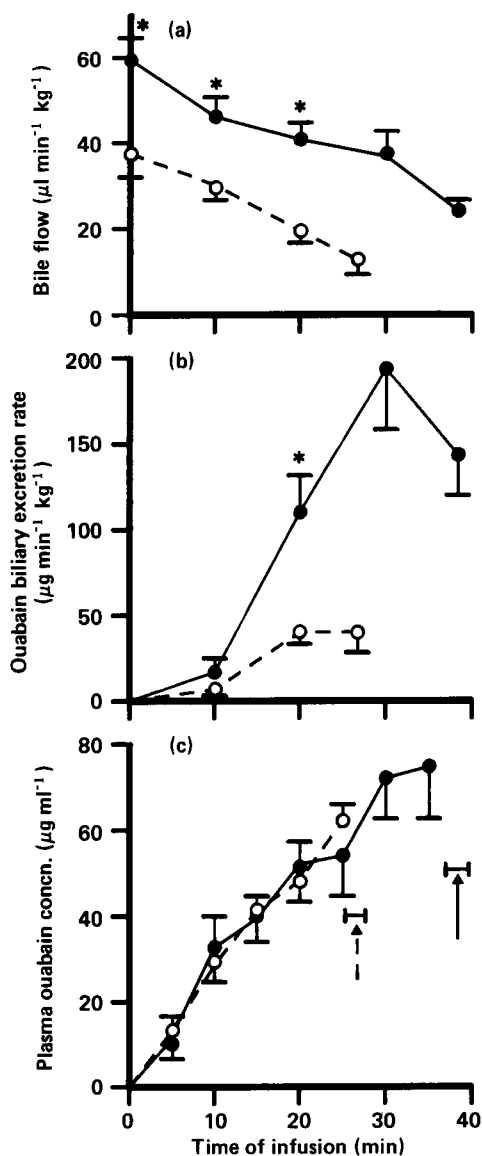 (a)
*
*
*
60
40
20
0
Bile flow (μl min⁻¹ kg⁻¹)
(b)
*
200
150
100
50
0
Ouabain biliary excretion rate
(μg min⁻¹ kg⁻¹)
(c)
80
60
40
20
0
Plasma ouabain concn. (μg ml⁻¹)
0 10 20 30 40
Time of infusion (min)